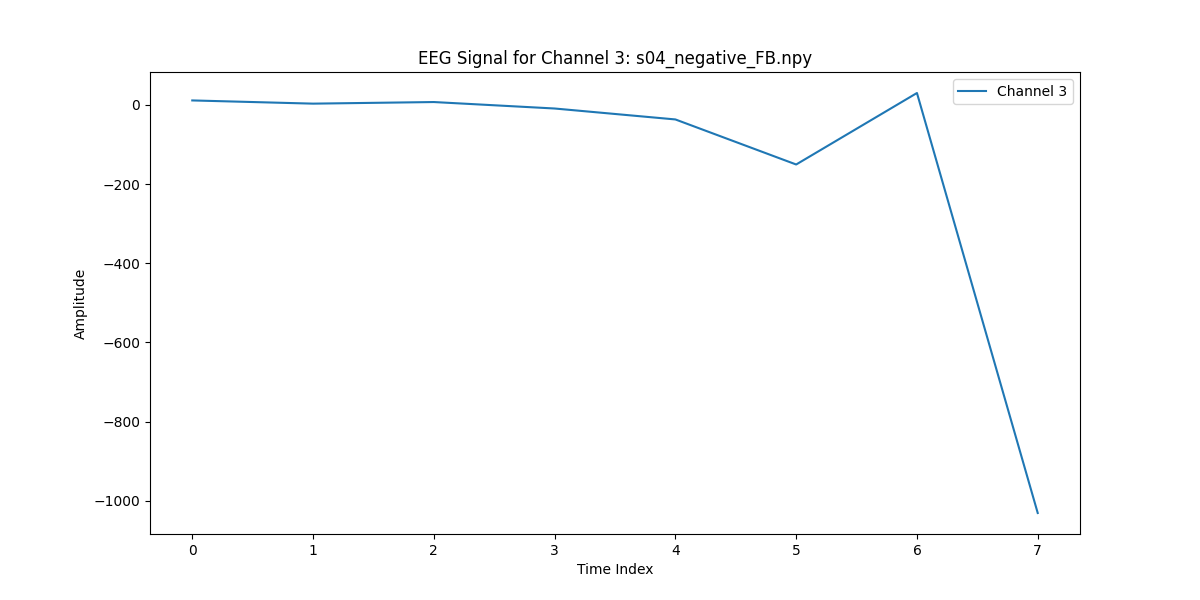 EEG Signal for Channel 3: s04_negative_FB.npy
Channel 3
0
−200
−400
−600
−800
−1000
Amplitude
0 1 2 3 4 5 6 7
Time Index